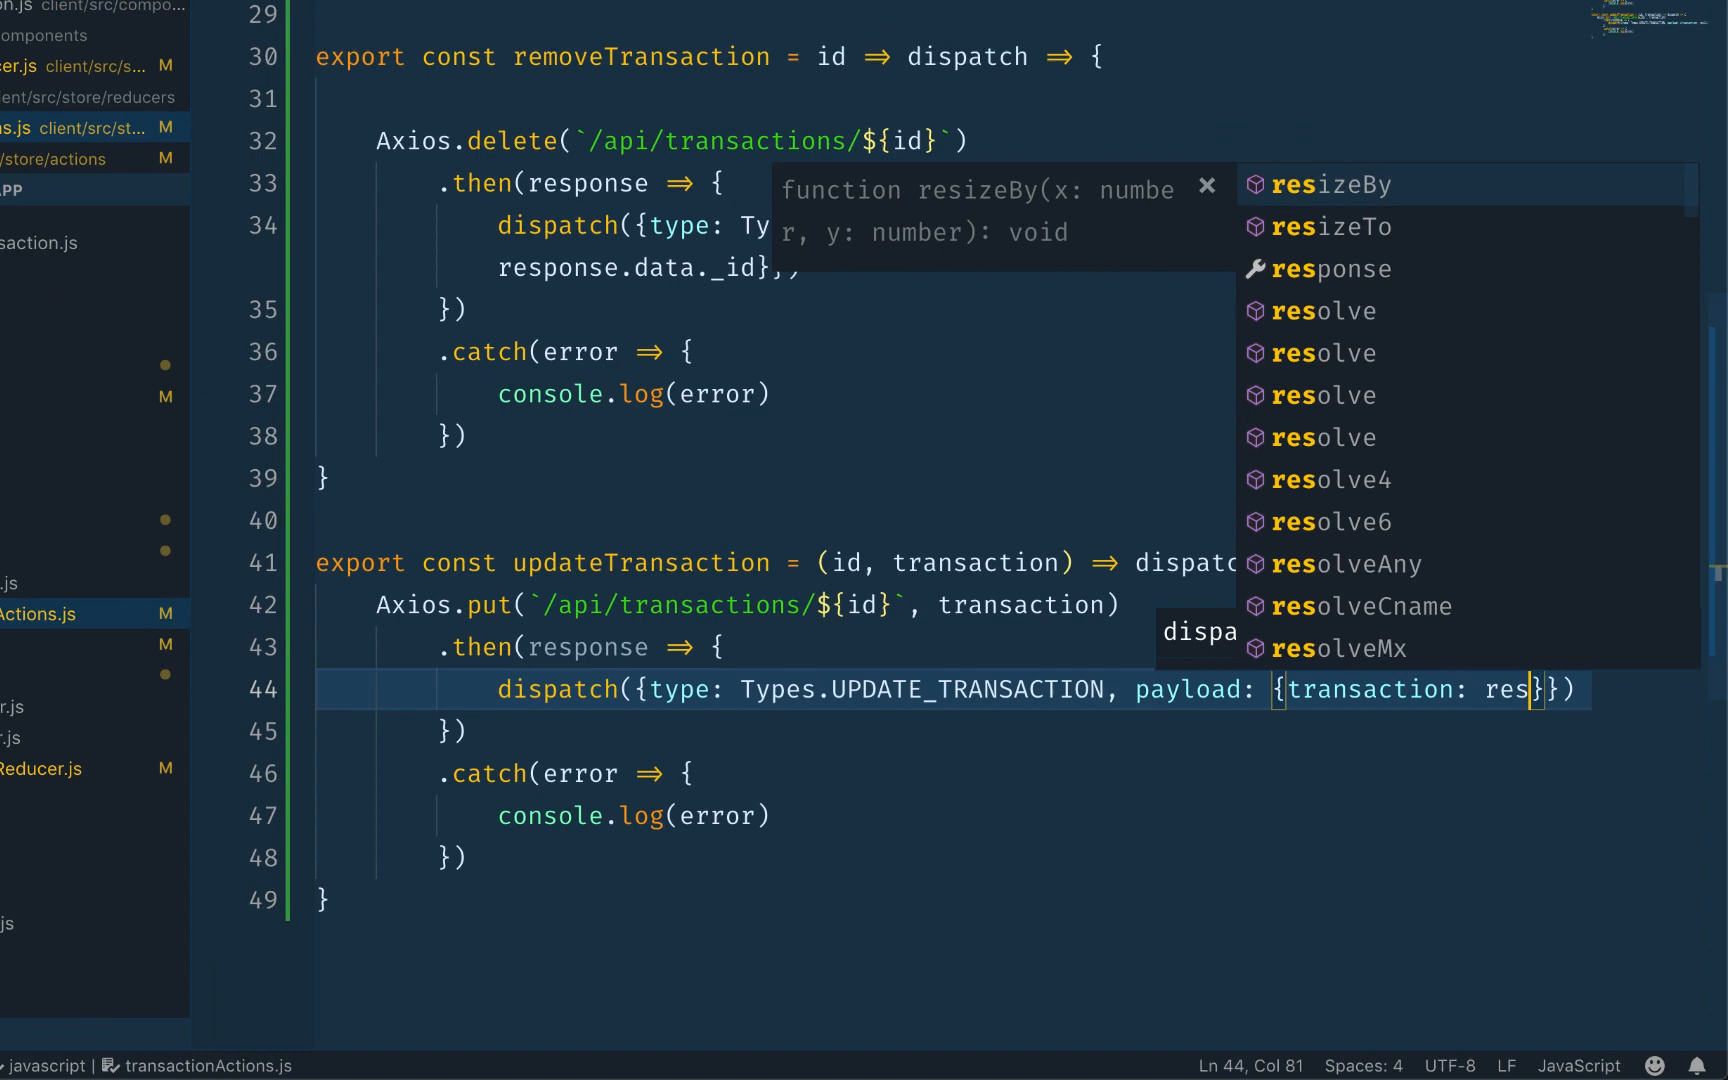 on.js client/src/compo...
omponents
cer.js client/src/s... M
ient/src/store/reducers
ns.js client/src/st... M
/store/actions M
PP
saction.js
M
.js
Actions.js M
M
r.js
r.js
Reducer.js M
js
29
30 export const removeTransaction = id => dispatch => {
31
32 Axios.delete(`/api/transactions/${id}`)
33 .then(response => {
34 dispatch({type: Ty
response.data._id}})
35 })
36 .catch(error => {
37 console.log(error)
38 })
39 }
40
41 export const updateTransaction = (id, transaction) => dispatc
42 Axios.put(`/api/transactions/${id}`, transaction)
43 .then(response => {
44 dispatch({type: Types.UPDATE_TRANSACTION, payload: {transaction: res}})
45 })
46 .catch(error => {
47 console.log(error)
48 })
49 }
function resizeBy(x: numbe
r, y: number): void
resizeBy
resizeTo
response
resolve
resolve
resolve
resolve
resolve4
resolve6
resolveAny
resolveCname
resolveMx
dispa
javascript | transactionActions.js Ln 44, Col 81 Spaces: 4 UTF-8 LF JavaScript